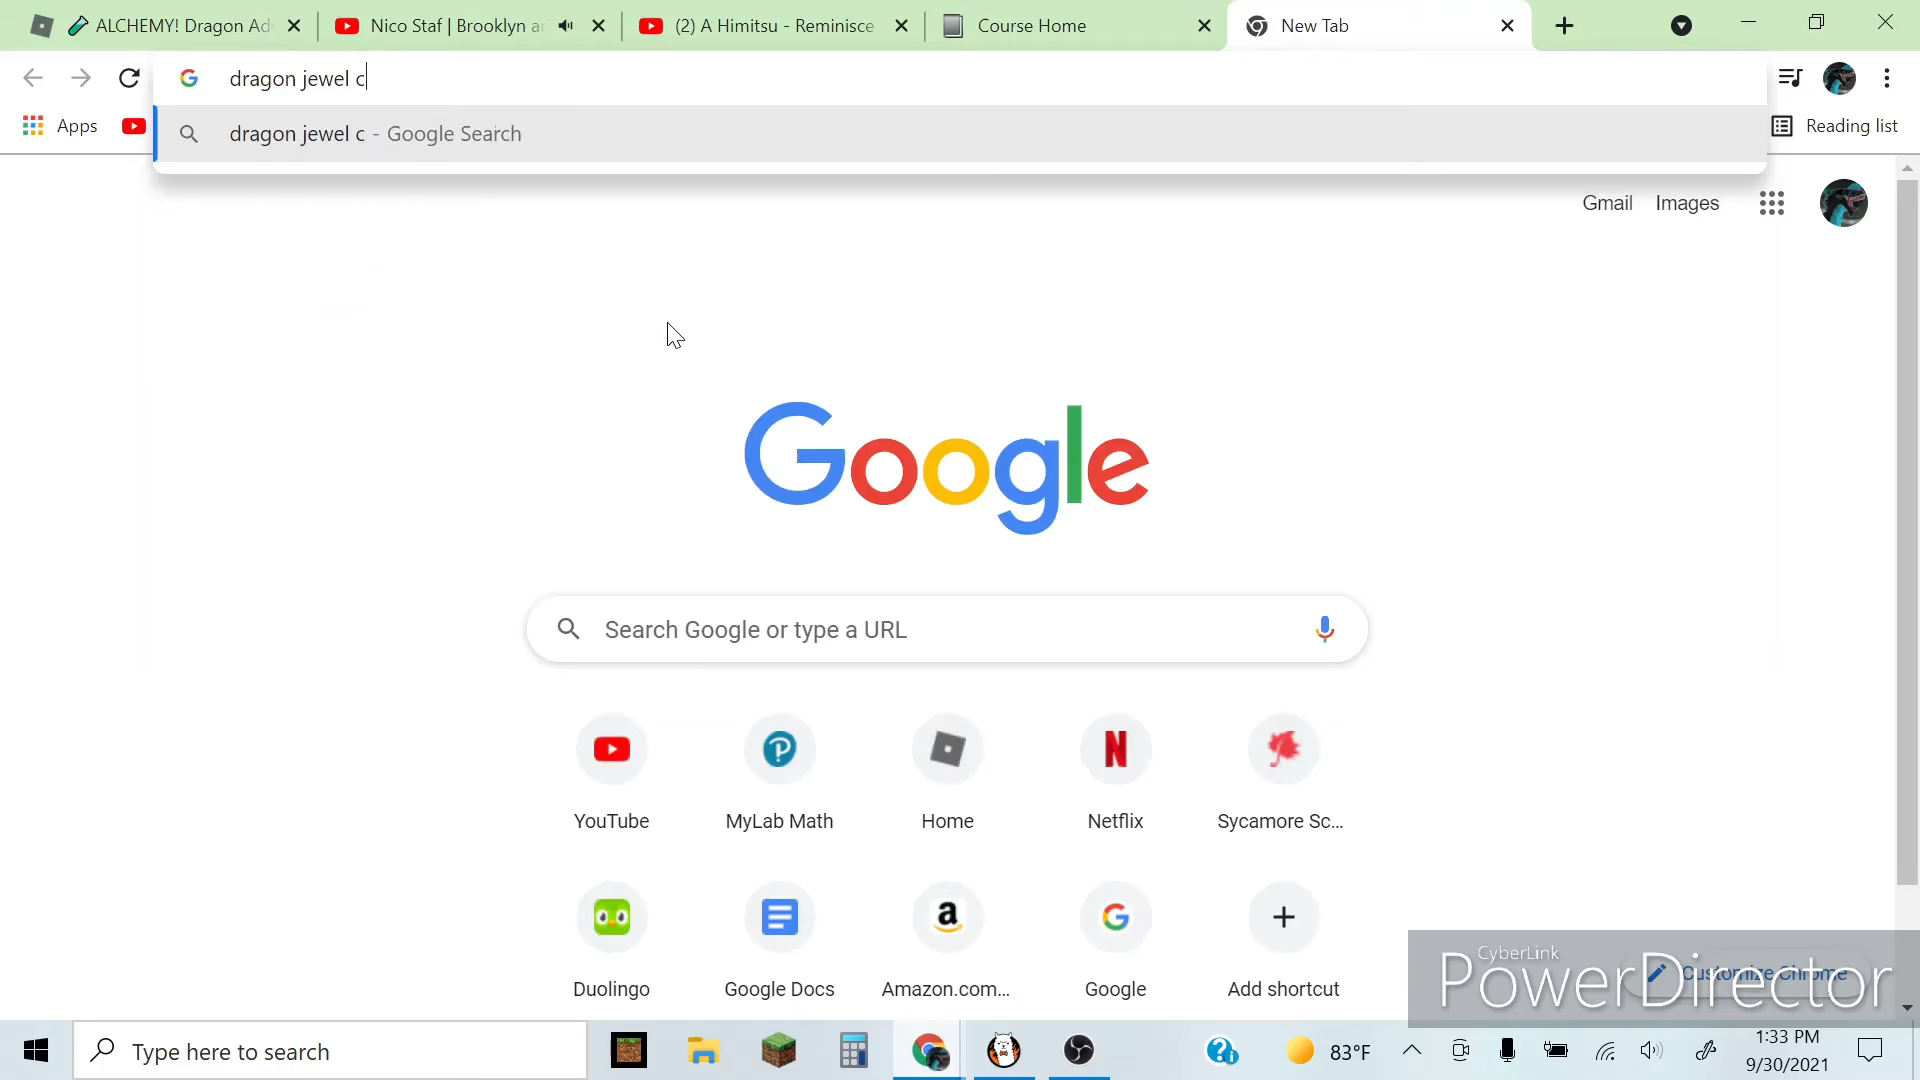 ALCHEMY! Dragon Ad
Nico Staf | Brooklyn ar
(2) A Himitsu - Reminisce
Course Home
New Tab
dragon jewel c
Apps
dragon jewel c - Google Search
Reading list
Gmail
Images
Google
Search Google or type a URL
YouTube
MyLab Math
Home
Netflix
Sycamore Sc...
Duolingo
Google Docs
Amazon.com...
Google
Add shortcut
Customize Chrome
CyberLink
PowerDirector
Type here to search
83°F
1:33 PM
9/30/2021